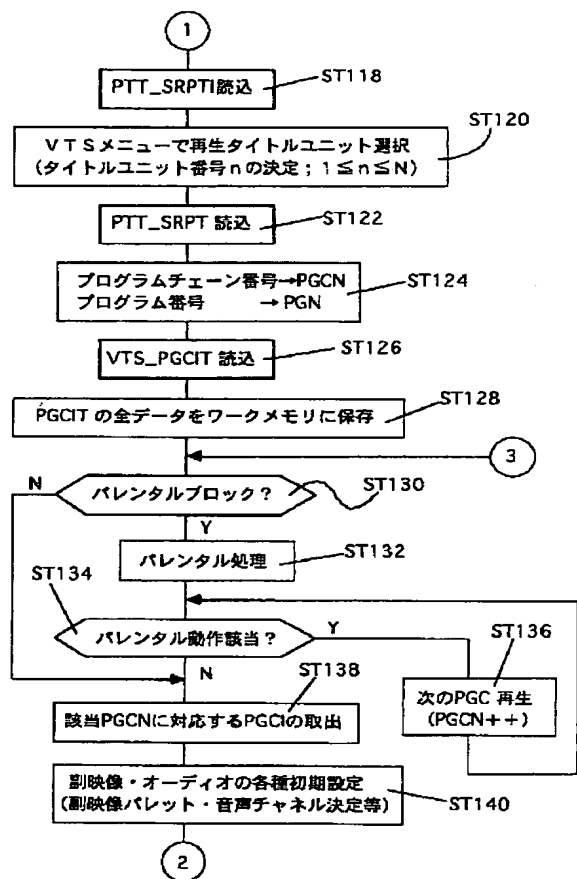 1
PTT_SRPTI読込
ST118
ST120
VTSメニューで再生タイトルユニット選択
(タイトルユニット番号nの決定;1≦n≦N)
PTT_SRPT 読込
ST122
プログラムチェーン番号→PGCN
プログラム番号 →PGN
ST124
VTS_PGCIT 読込
ST126
ST128
PGCIT の全データをワークメモリに保存
3
N
パレンタルブロック?
ST130
Y
パレンタル処理
ST132
ST134
パレンタル動作該当?
Y
ST136
N
ST138
次のPGC 再生
(PGCN++)
該当PGCNに対応するPGCIの取出
副映像・オーディオの各種初期設定
(副映像パレット・音声チャネル決定等)
ST140
2